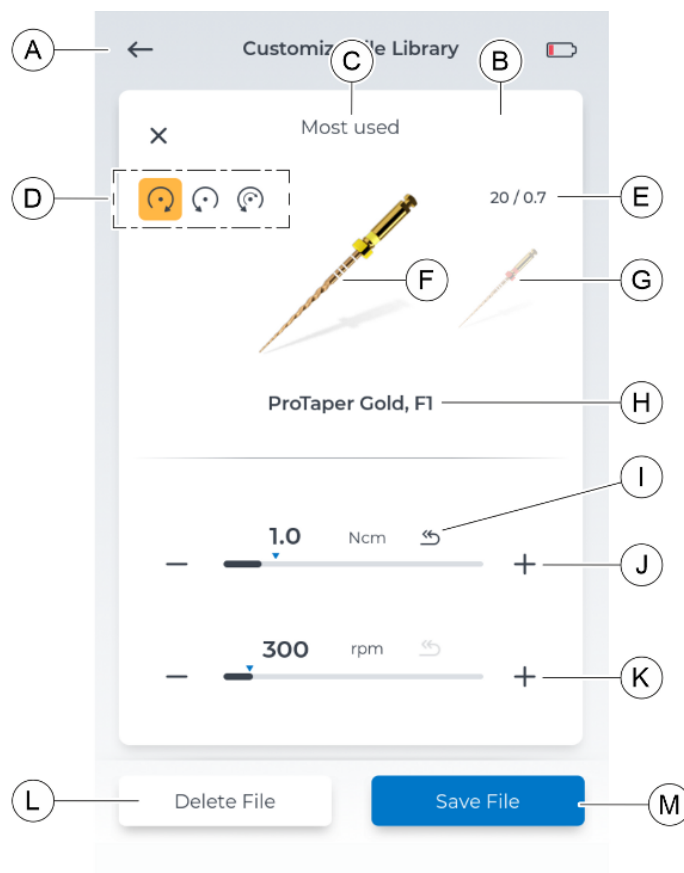 A
Customiz le Library
C
B
Most used
D
20 / 0.7
E
F
G
ProTaper Gold, F1
H
I
1.0 Ncm
J
300 rpm
K
L
Delete File
Save File
M